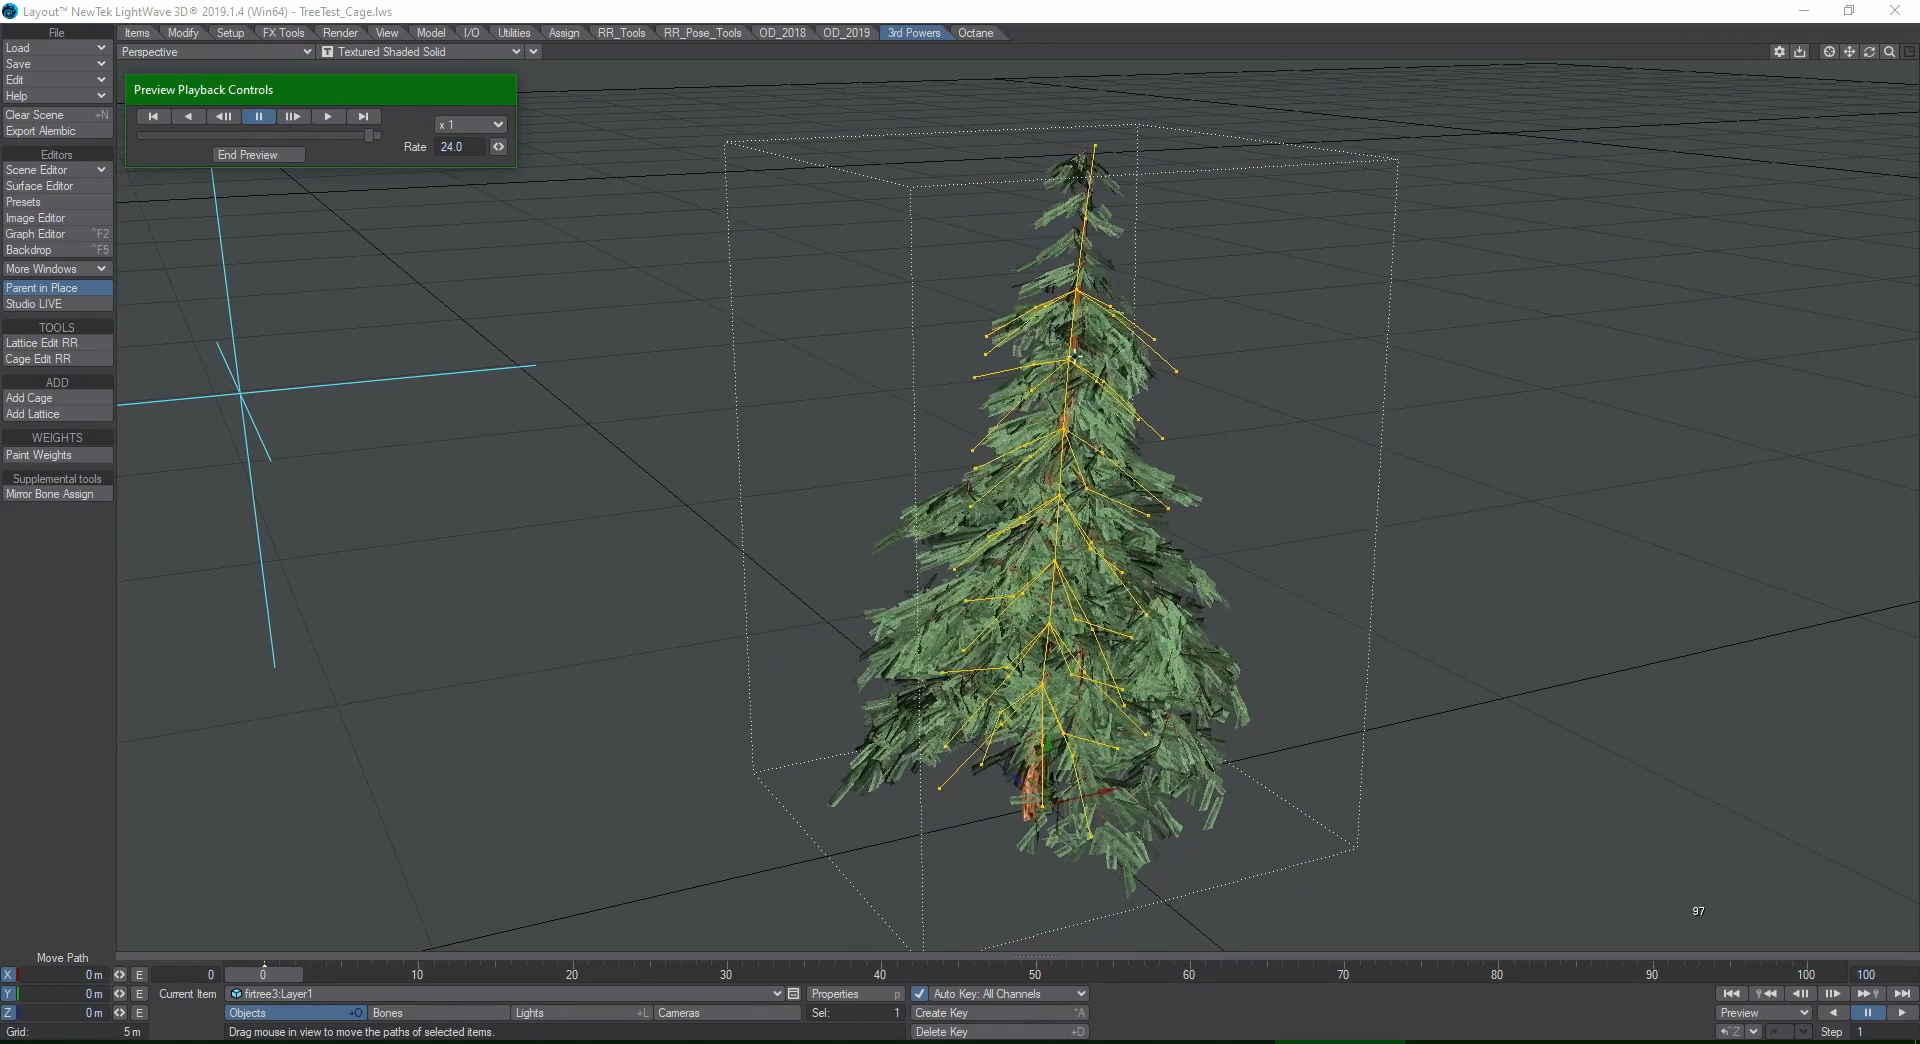 Layout™ NewTek LightWave 3D® 2019.1.4 (Win64) - TreeTest_Cage.lws
File Items Modify Setup FX Tools Render View Model I/O Utilities Assign RR_Tools RR_Pose_Tools OD_2018 OD_2019 3rd Powers Octane
Load
Perspective T Textured Shaded Solid
Save
Edit
Help
Clear Scene +N
Export Alembic
Editors
Scene Editor
Surface Editor
Presets
Image Editor
Graph Editor ^F2
Backdrop ^F5
More Windows
Parent in Place
Studio LIVE
TOOLS
Lattice Edit RR
Cage Edit RR
ADD
Add Cage
Add Lattice
WEIGHTS
Paint Weights
Supplemental tools
Mirror Bone Assign
Preview Playback Controls
x 1
Rate 24.0
End Preview
97
Move Path
X 0 m E 0 0 10 20 30 40 50 60 70 80 90 100 100
Y 0 m E Current Item firtree3:Layer1 Properties p Auto Key: All Channels
Z 0 m E Objects +O Bones Lights +L Cameras Sel: 1 Create Key ^A Preview
Grid: 5 m Drag mouse in view to move the paths of selected items. Delete Key +D ^Z Step 1